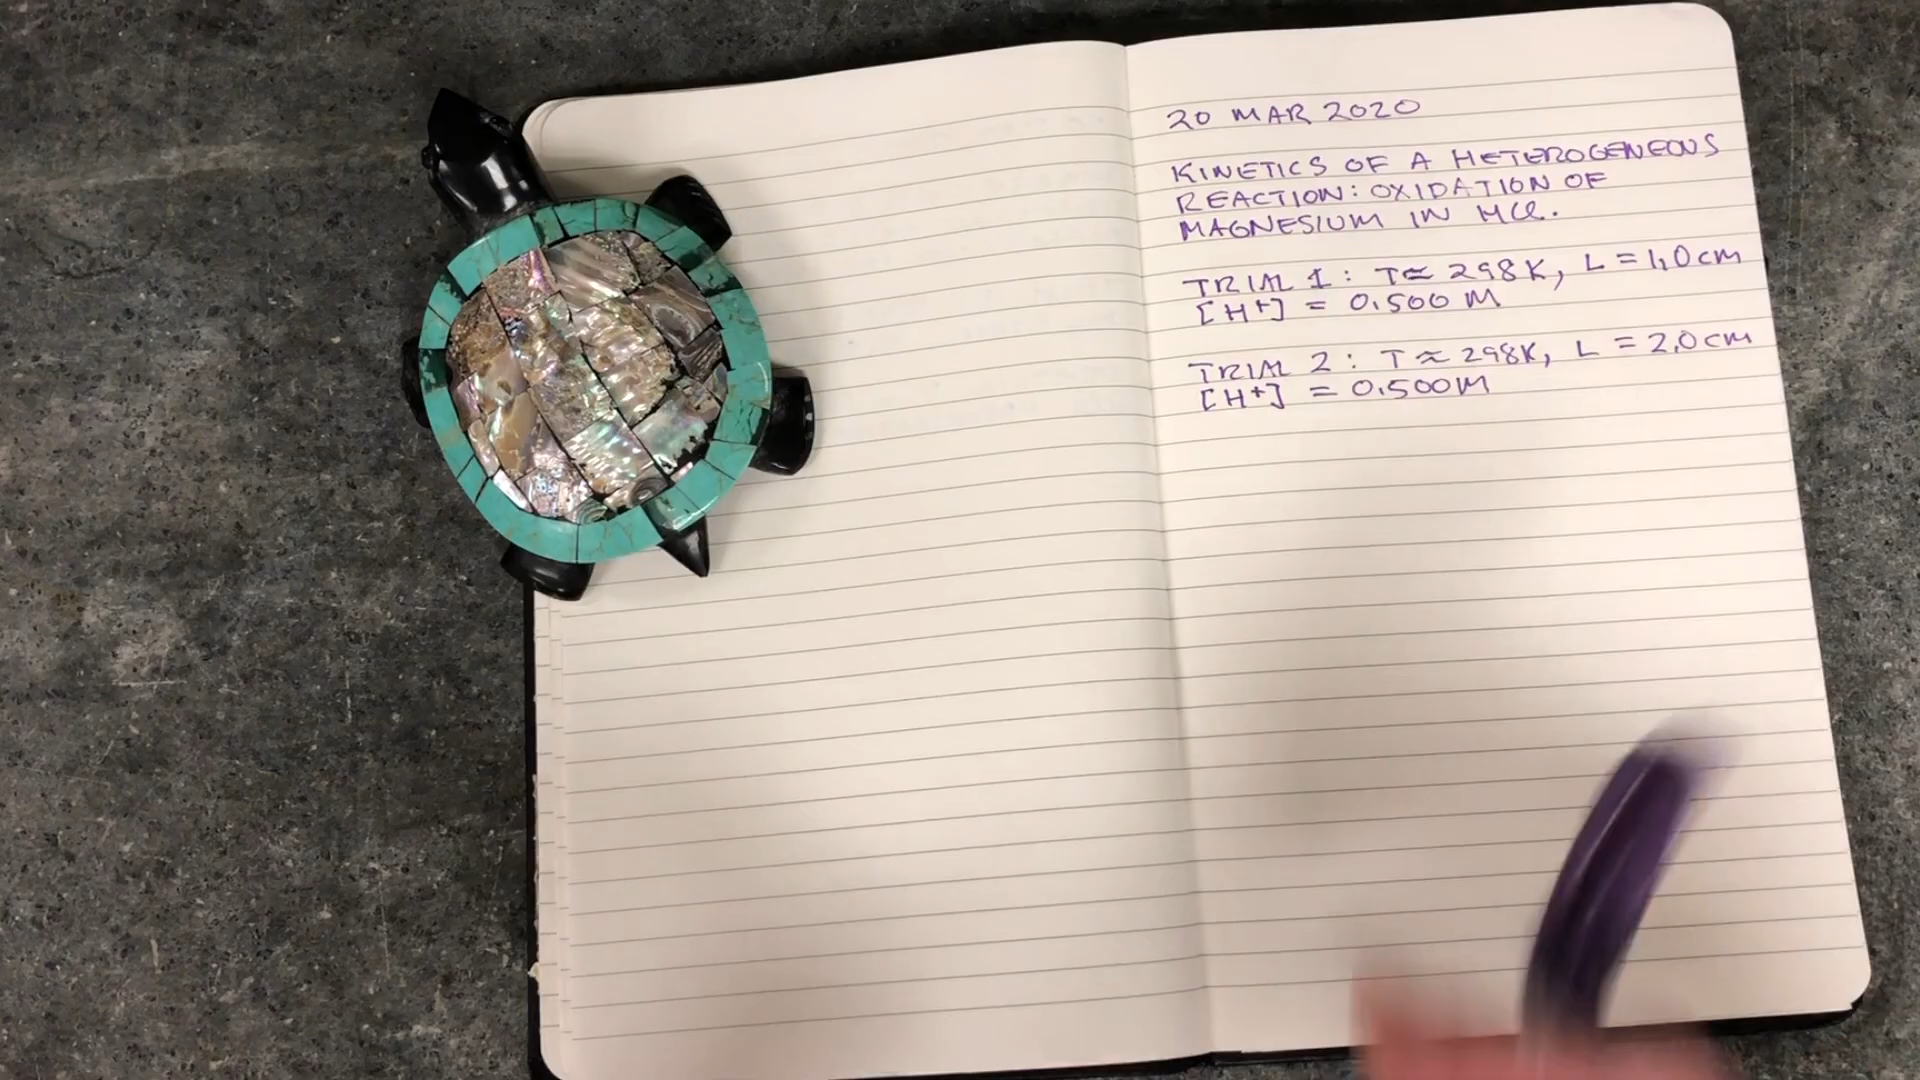 20 MAR 2020
KINETICS OF A HETEROGENEOUS
REACTION: OXIDATION OF
MAGNESIUM IN HCl.
TRIAL 1: T ≈ 298K, L = 1.0cm
[H+] = 0.500 M
TRIAL 2: T ≈ 298K, L = 2.0cm
[H+] = 0.500M